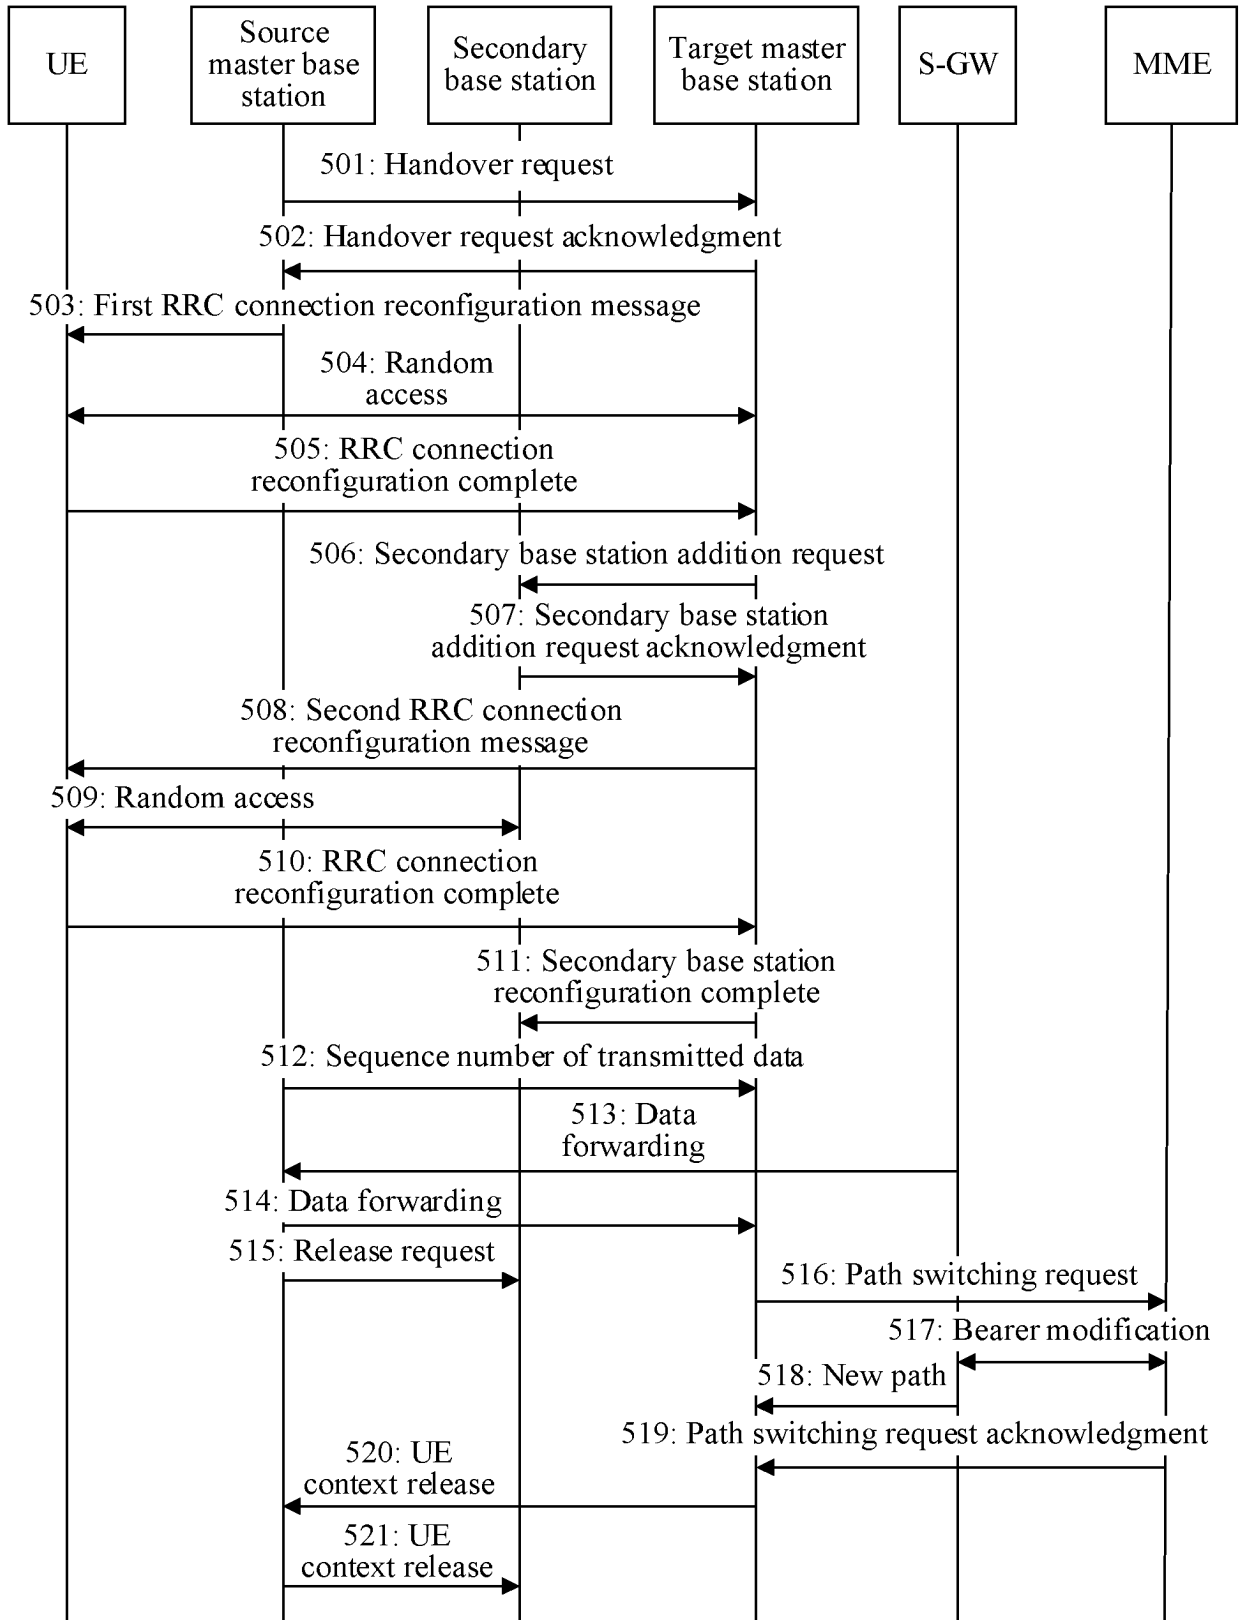 UE
Source
master base
station
Secondary
base station
Target master
base station
S-GW
MME
501: Handover request
502: Handover request acknowledgment
503: First RRC connection reconfiguration message
504: Random
access
505: RRC connection
reconfiguration complete
506: Secondary base station addition request
507: Secondary base station
addition request acknowledgment
508: Second RRC connection
reconfiguration message
509: Random access
510: RRC connection
reconfiguration complete
511: Secondary base station
reconfiguration complete
512: Sequence number of transmitted data
513: Data
forwarding
514: Data forwarding
515: Release request
516: Path switching request
517: Bearer modification
518: New path
519: Path switching request acknowledgment
520: UE
context release
521: UE
context release